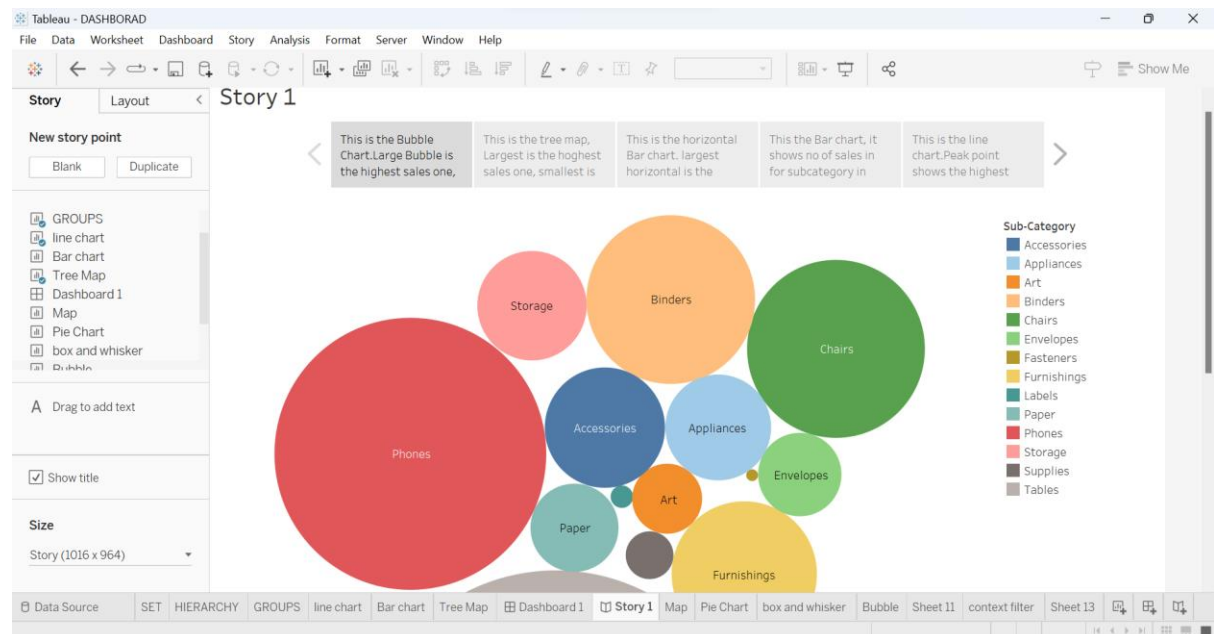 Tableau - DASHBORAD
File Data Worksheet Dashboard Story Analysis Format Server Window Help
Show Me
Story Layout
Story 1
New story point
Blank Duplicate
This is the Bubble
Chart.Large Bubble is
the highest sales one,
This is the tree map,
Largest is the hoghest
sales one, smallest is
This is the horizontal
Bar chart, largest
horizontal is the
This the Bar chart, it
shows no of sales in
for subcategory in
This is the line
chart.Peak point
shows the highest
GROUPS
line chart
Bar chart
Tree Map
Dashboard 1
Map
Pie Chart
box and whisker
Bubble
A Drag to add text
Show title
Size
Story (1016 x 964)
Storage
Binders
Chairs
Phones
Accessories
Appliances
Envelopes
Art
Paper
Furnishings
Sub-Category
Accessories
Appliances
Art
Binders
Chairs
Envelopes
Fasteners
Furnishings
Labels
Paper
Phones
Storage
Supplies
Tables
Data Source SET HIERARCHY GROUPS line chart Bar chart Tree Map Dashboard 1 Story 1 Map Pie Chart box and whisker Bubble Sheet 11 context filter Sheet 13